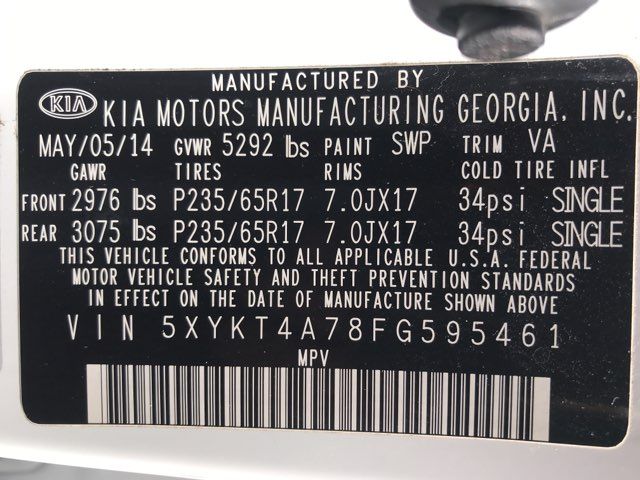 MANUFACTURED BY
KIA KIA MOTORS MANUFACTURING GEORGIA, INC.
MAY/05/14 GVWR 5292 lbs PAINT SWP TRIM VA
GAWR TIRES RIMS COLD TIRE INFL
FRONT 2976 lbs P235/65R17 7.0JX17 34psi SINGLE
REAR 3075 lbs P235/65R17 7.0JX17 34psi SINGLE
THIS VEHICLE CONFORMS TO ALL APPLICABLE U.S.A. FEDERAL
MOTOR VEHICLE SAFETY AND THEFT PREVENTION STANDARDS
IN EFFECT ON THE DATE OF MANUFACTURE SHOWN ABOVE
VIN 5XYKT4A78FG595461
MPV